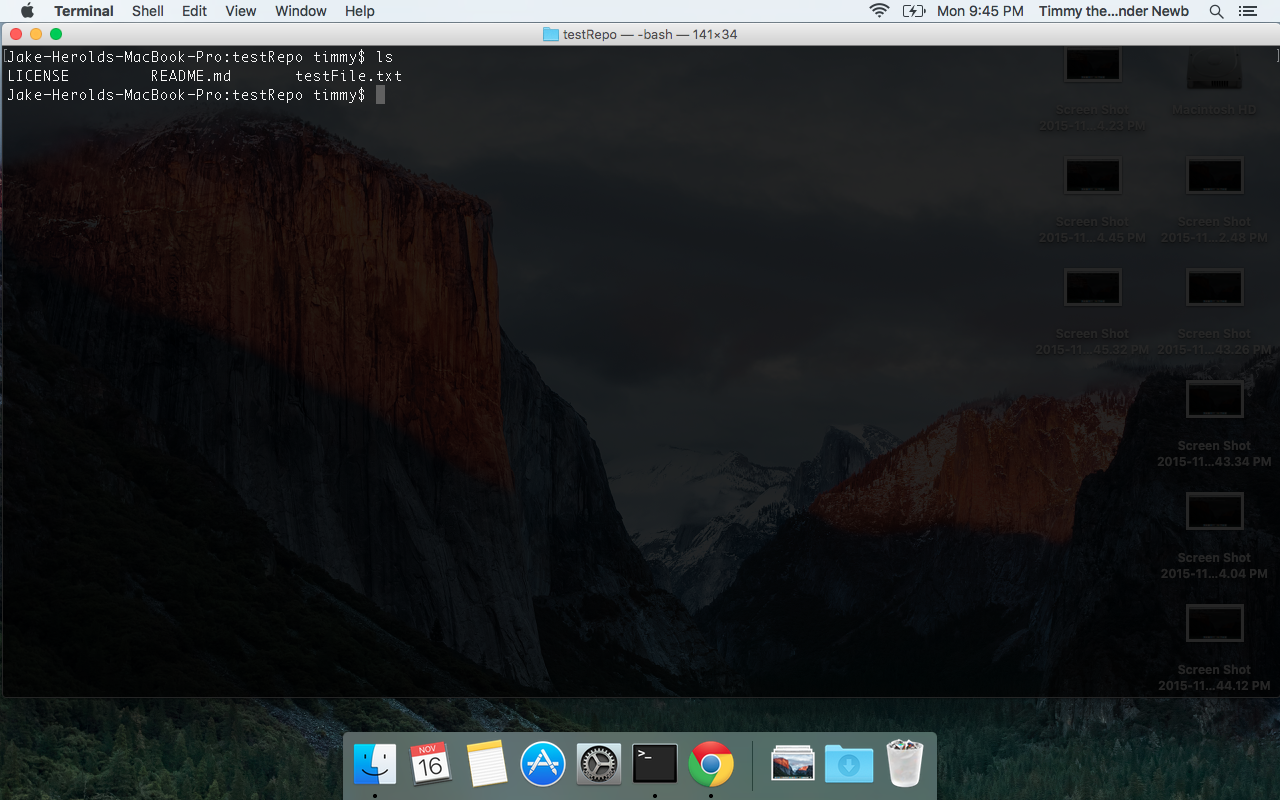 Terminal Shell Edit View Window Help Mon 9:45 PM Timmy the...nder Newb
testRepo — -bash — 141×34
[Jake-Herolds-MacBook-Pro:testRepo timmy$ ls ]
LICENSE README.md testFile.txt
Jake-Herolds-MacBook-Pro:testRepo timmy$
Screen Shot Macintosh HD
2015-11...4.23 PM
Screen Shot Screen Shot
2015-11...4.45 PM 2015-11...2.48 PM
Screen Shot Screen Shot
2015-11...45.32 PM 2015-11...43.26 PM
Screen Shot
2015-11...43.34 PM
Screen Shot
2015-11...4.04 PM
Screen Shot
2015-11...44.12 PM
NOV
16
>_